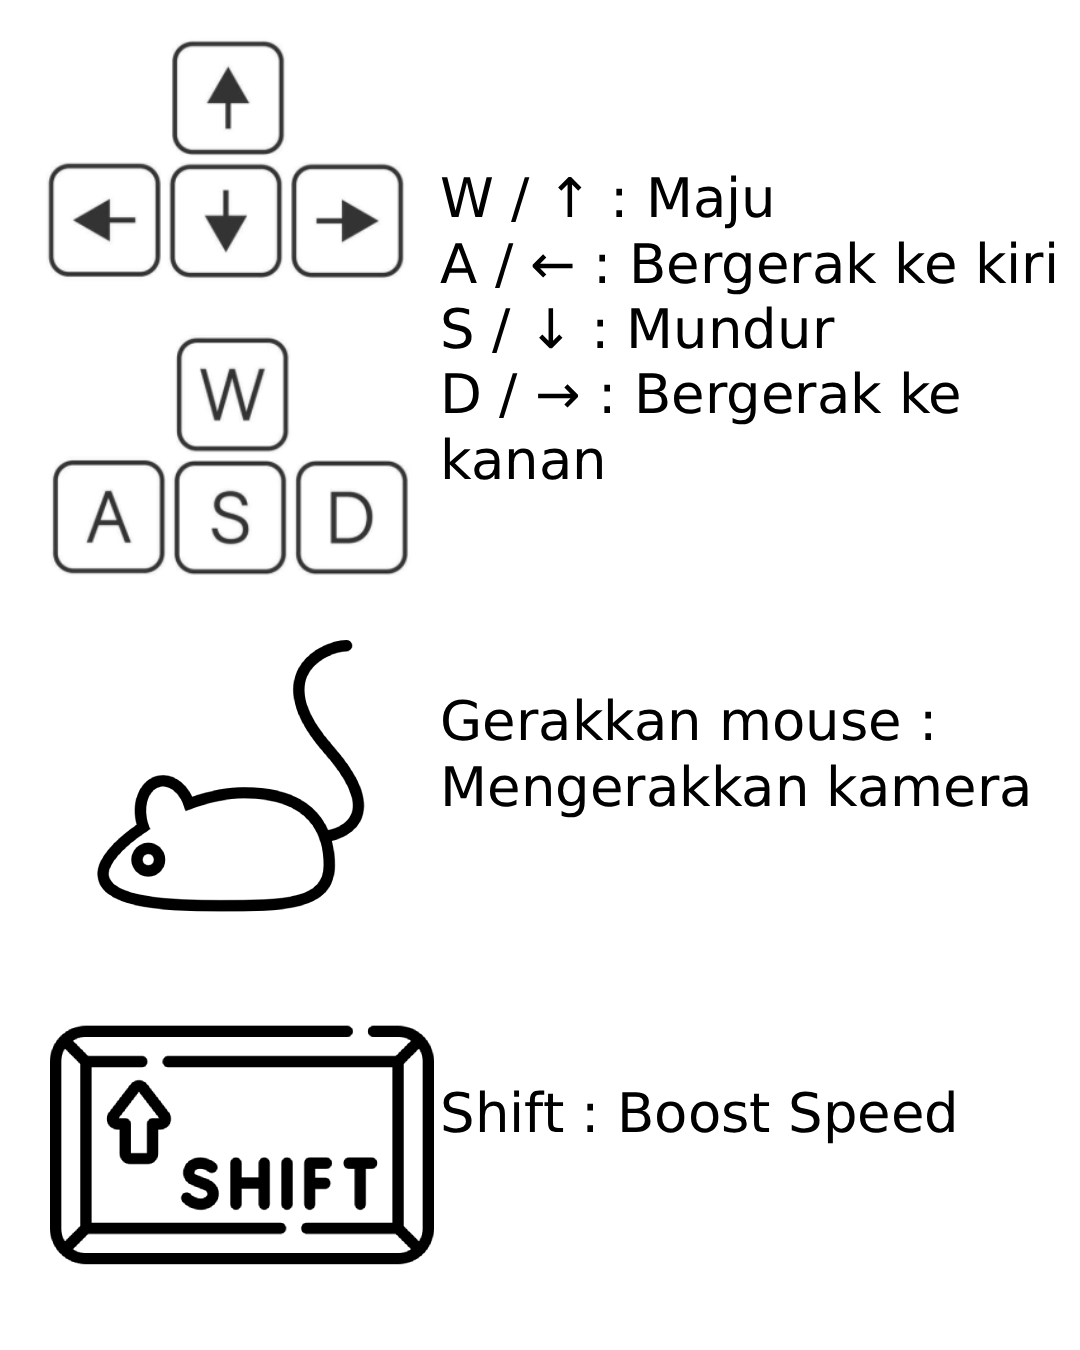 W / ↑ : Maju
A / ← : Bergerak ke kiri
S / ↓ : Mundur
D / → : Bergerak ke
kanan
W
A S D
Gerakkan mouse :
Mengerakkan kamera
Shift : Boost Speed
SHIFT